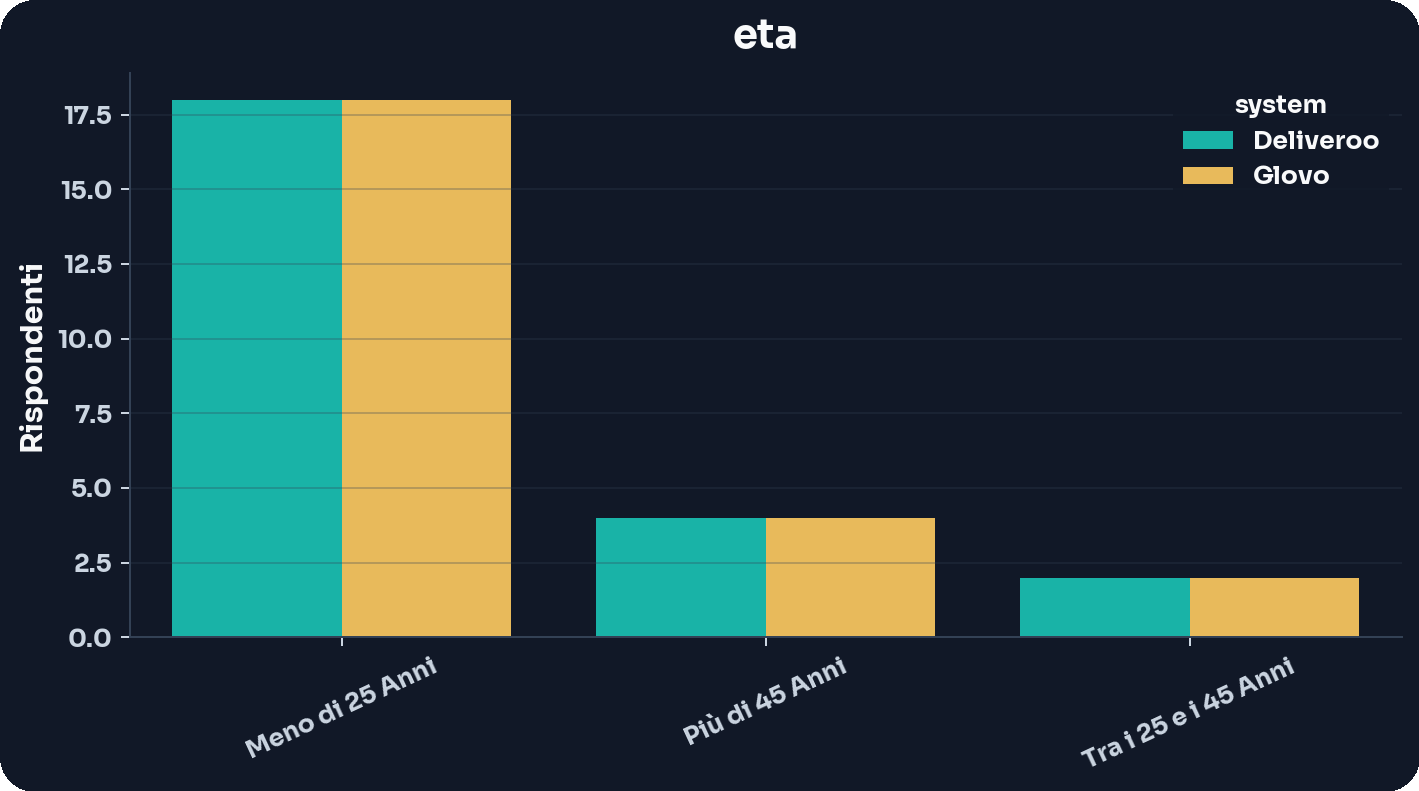 eta
system
Deliveroo
Glovo
Rispondenti
17.5
15.0
12.5
10.0
7.5
5.0
2.5
0.0
Meno di 25 Anni
Più di 45 Anni
Tra i 25 e i 45 Anni